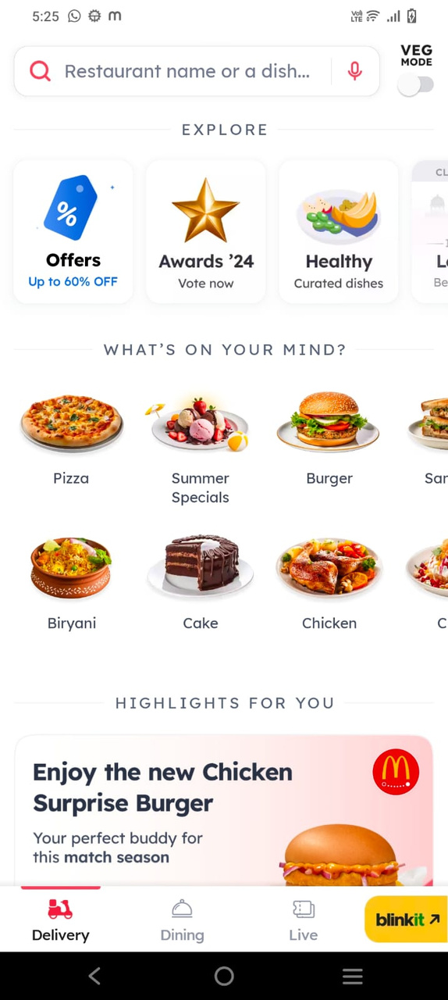 5:25
Voli
LTE
Restaurant name or a dish...
VEG
MODE
EXPLORE
%
Offers
Up to 60% OFF
Awards ’24
Vote now
Healthy
Curated dishes
CL
Be
WHAT’S ON YOUR MIND?
Pizza
Summer
Specials
Burger
Sar
Biryani
Cake
Chicken
C
HIGHLIGHTS FOR YOU
Enjoy the new Chicken
Surprise Burger
Your perfect buddy for
this match season
Delivery
Dining
Live
blinkit